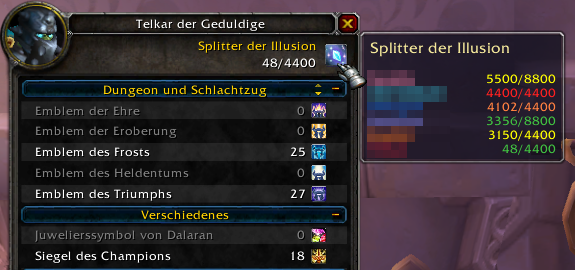 Telkar der Geduldige
Splitter der Illusion
48/4400
Dungeon und Schlachtzug
Emblem der Ehre 0
Emblem der Eroberung 0
Emblem des Frosts 25
Emblem des Heldentums 0
Emblem des Triumphs 27
Verschiedenes
Juwelierssymbol von Dalaran 0
Siegel des Champions 18
Splitter der Illusion
5500/8800
4400/4400
4102/4400
3356/8800
3150/4400
48/4400